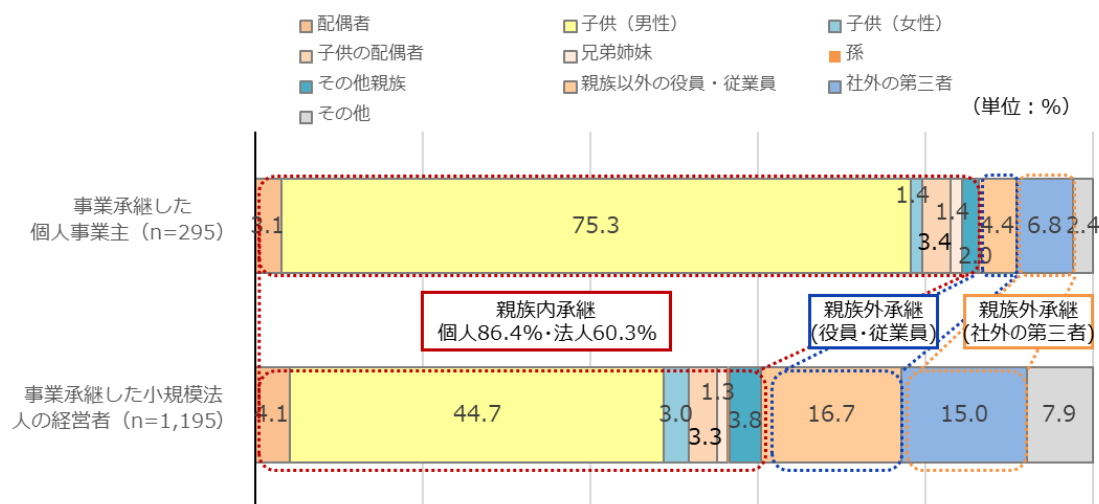 配偶者 子供（男性） 子供（女性）
子供の配偶者 兄弟姉妹 孫
その他親族 親族以外の役員・従業員 社外の第三者
その他
（単位：%）
事業承継した
個人事業主（n=295）
3.1 75.3 1.4 3.4 1.4 2.0 4.4 6.8 2.4
親族内承継
個人86.4%・法人60.3%
親族外承継
(役員・従業員)
親族外承継
(社外の第三者)
事業承継した小規模法
人の経営者（n=1,195）
4.1 44.7 3.0 3.3 1.3 3.8 16.7 15.0 7.9